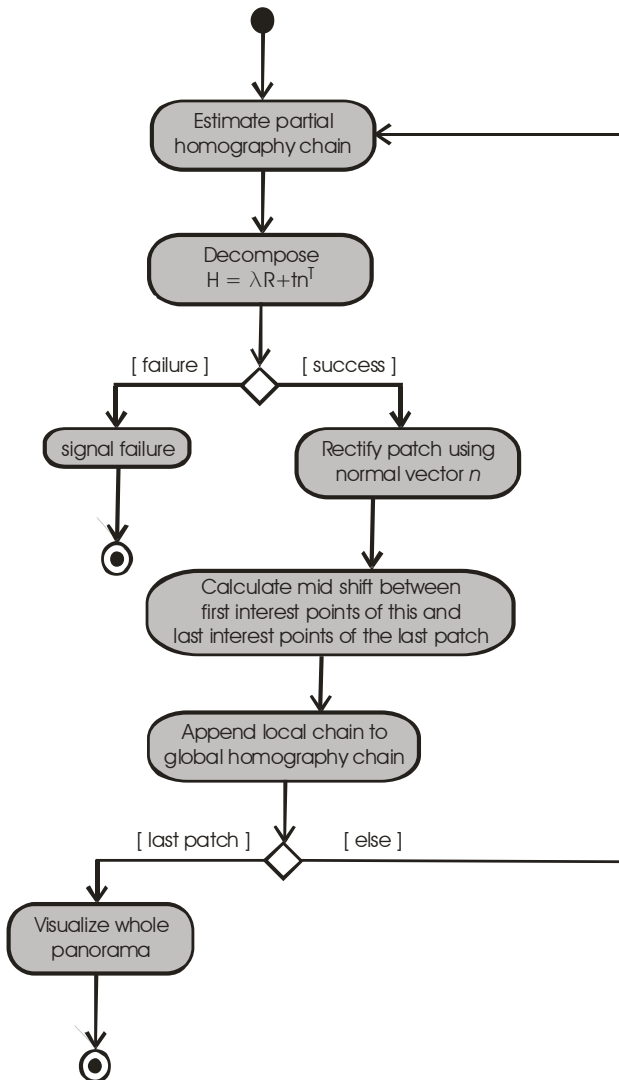 Estimate partial
homography chain
Decompose
H = λR+tnᵀ
[ failure ]
[ success ]
signal failure
Rectify patch using
normal vector n
Calculate mid shift between
first interest points of this and
last interest points of the last patch
Append local chain to
global homography chain
[ last patch ]
[ else ]
Visualize whole
panorama